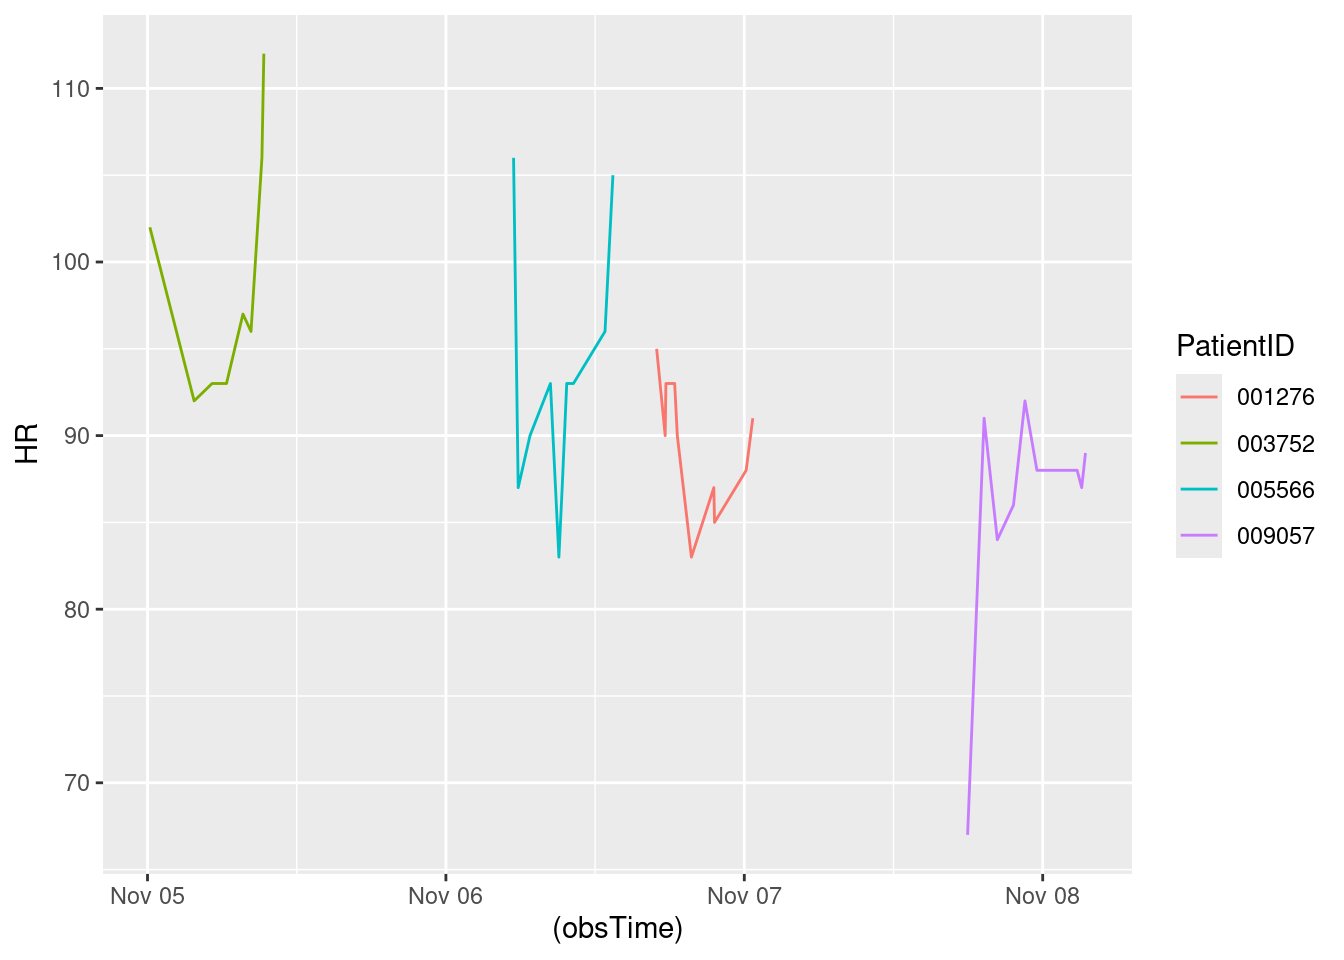 HR
110
100
90
80
70
Nov 05
Nov 06
Nov 07
Nov 08
(obsTime)
PatientID
001276
003752
005566
009057